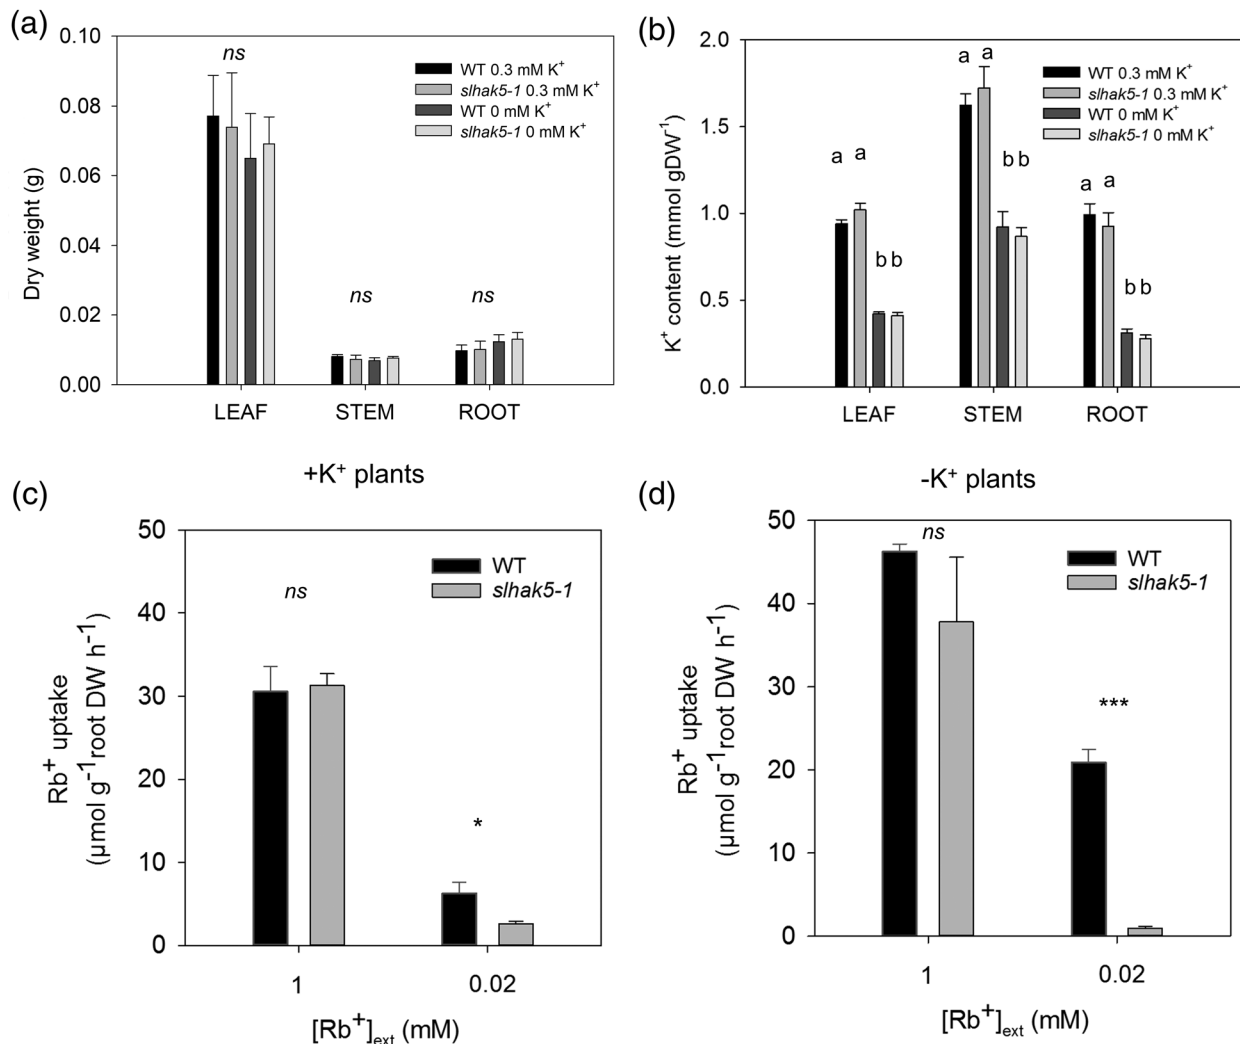 (a)
0.10
0.08
0.06
0.04
0.02
0.00
Dry weight (g)
ns
ns
ns
WT 0.3 mM K⁺
slhak5-1 0.3 mM K⁺
WT 0 mM K⁺
slhak5-1 0 mM K⁺
LEAF STEM ROOT
(b)
2.0
1.5
1.0
0.5
0.0
K⁺ content (mmol gDW⁻¹)
a a
b b
a a
b b
a a
b b
WT 0.3 mM K⁺
slhak5-1 0.3 mM K⁺
WT 0 mM K⁺
slhak5-1 0 mM K⁺
LEAF STEM ROOT
(c)
+K⁺ plants
50
40
30
20
10
0
Rb⁺ uptake
(µmol g⁻¹root DW h⁻¹)
ns
*
WT
slhak5-1
1 0.02
[Rb⁺]ext (mM)
(d)
-K⁺ plants
50
40
30
20
10
0
Rb⁺ uptake
(µmol g⁻¹root DW h⁻¹)
ns
***
WT
slhak5-1
1 0.02
[Rb⁺]ext (mM)